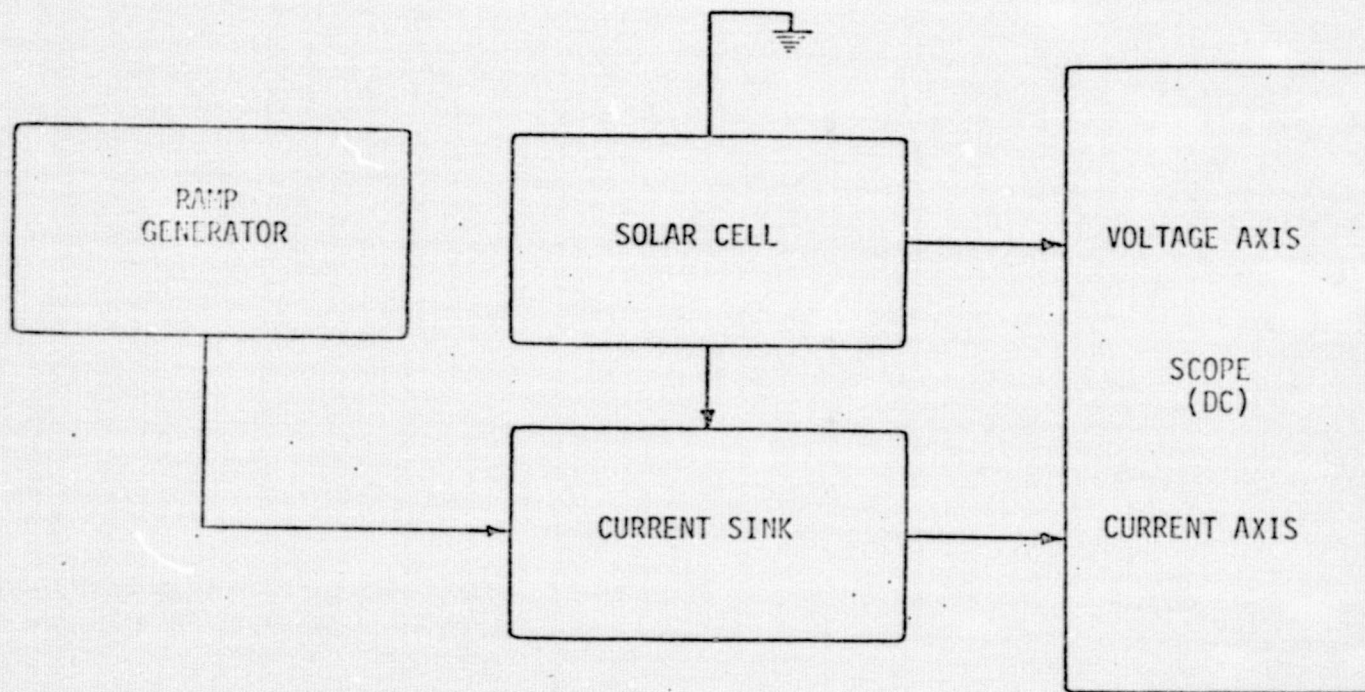 RAMP
GENERATOR
SOLAR CELL
VOLTAGE AXIS
SCOPE
(DC)
CURRENT SINK
CURRENT AXIS